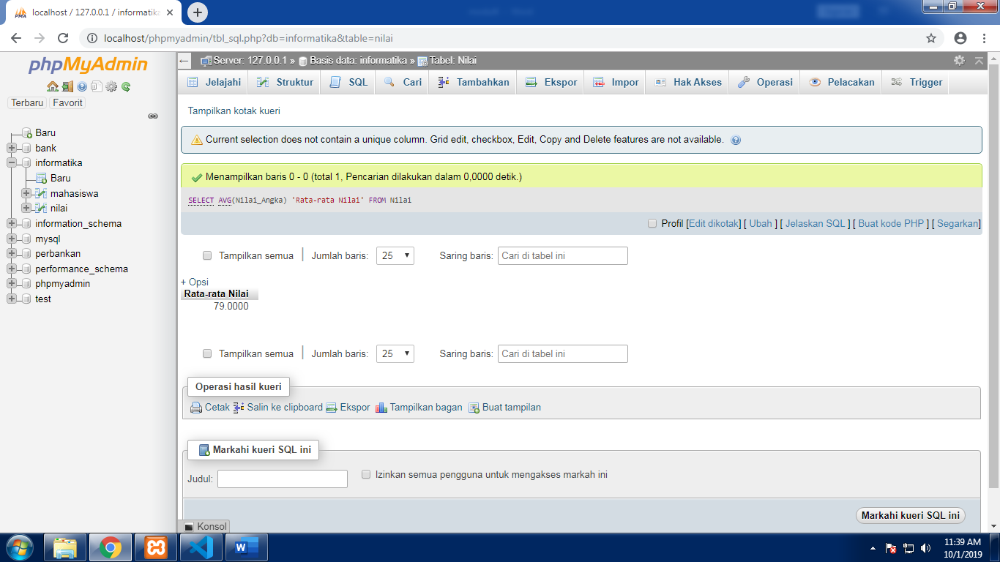 localhost / 127.0.0.1 / informatika
localhost/phpmyadmin/tbl_sql.php?db=informatika&table=nilai
phpMyAdmin
Terbaru Favorit
Baru
bank
informatika
Baru
mahasiswa
nilai
information_schema
mysql
perbankan
performance_schema
phpmyadmin
test
Server: 127.0.0.1 » Basis data: informatika » Tabel: Nilai
Jelajahi Struktur SQL Cari Tambahkan Ekspor Impor Hak Akses Operasi Pelacakan Trigger
Tampilkan kotak kueri
Current selection does not contain a unique column. Grid edit, checkbox, Edit, Copy and Delete features are not available.
Menampilkan baris 0 - 0 (total 1, Pencarian dilakukan dalam 0,0000 detik.)
SELECT AVG(Nilai_Angka) 'Rata-rata Nilai' FROM Nilai
Profil [Edit dikotak] [ Ubah ] [ Jelaskan SQL ] [ Buat kode PHP ] [ Segarkan]
Tampilkan semua | Jumlah baris: 25 Saring baris: Cari di tabel ini
+ Opsi
Rata-rata Nilai
79.0000
Tampilkan semua | Jumlah baris: 25 Saring baris: Cari di tabel ini
Operasi hasil kueri
Cetak Salin ke clipboard Ekspor Tampilkan bagan Buat tampilan
Markahi kueri SQL ini
Judul: Izinkan semua pengguna untuk mengakses markah ini
Markahi kueri SQL ini
Konsol
11:39 AM
10/1/2019